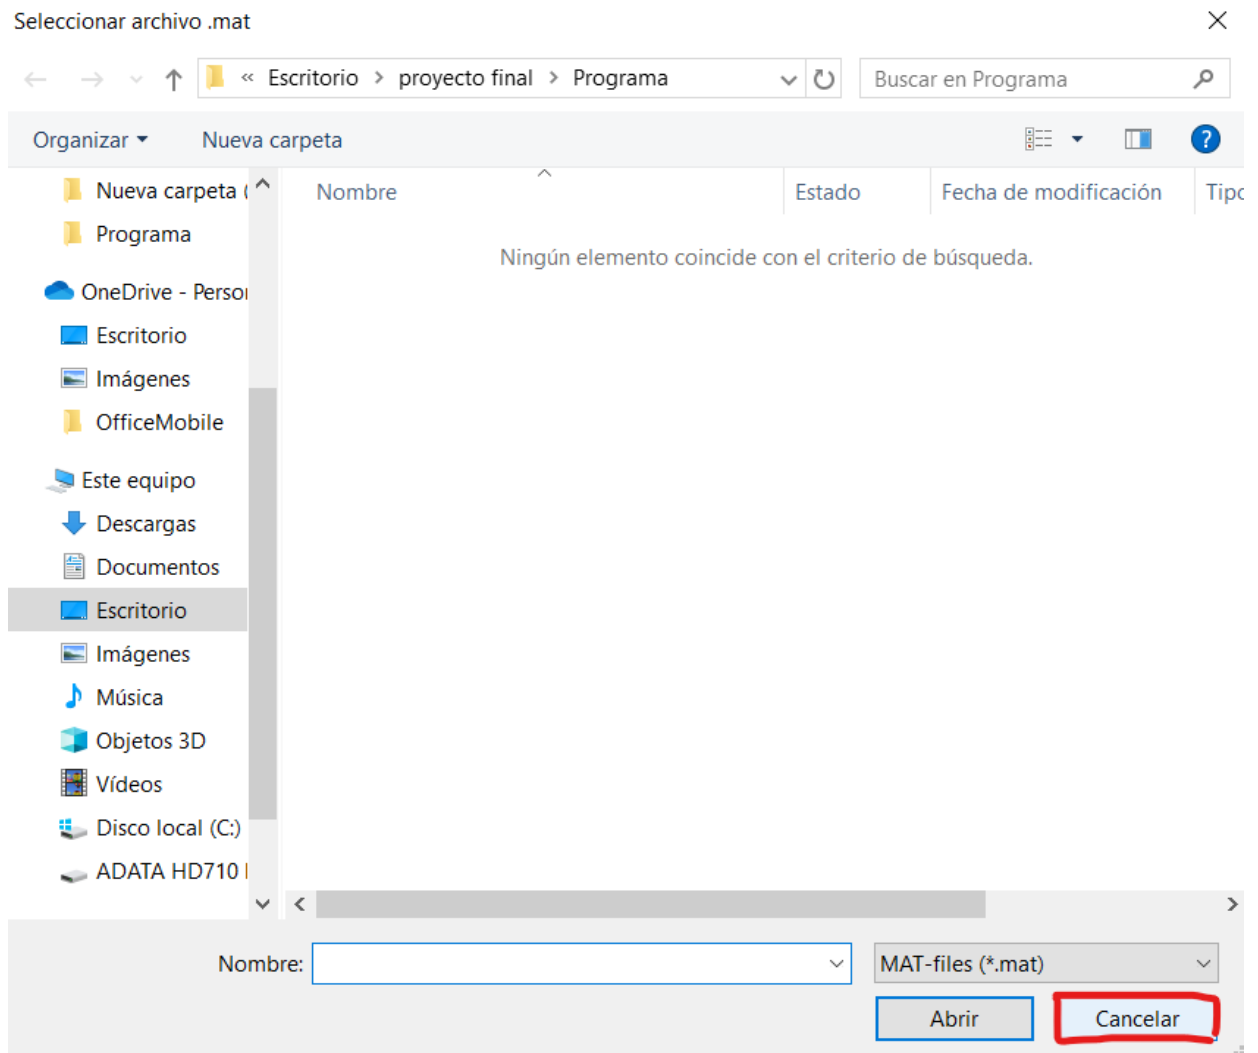 Seleccionar archivo .mat
« Escritorio > proyecto final > Programa
Buscar en Programa
Organizar
Nueva carpeta
?
Nueva carpeta (
Programa
OneDrive - Person
Escritorio
Imágenes
OfficeMobile
Este equipo
Descargas
Documentos
Escritorio
Imágenes
Música
Objetos 3D
Vídeos
Disco local (C:)
ADATA HD710
Nombre
Estado
Fecha de modificación
Tipo
Ningún elemento coincide con el criterio de búsqueda.
Nombre:
MAT-files (*.mat)
Abrir
Cancelar